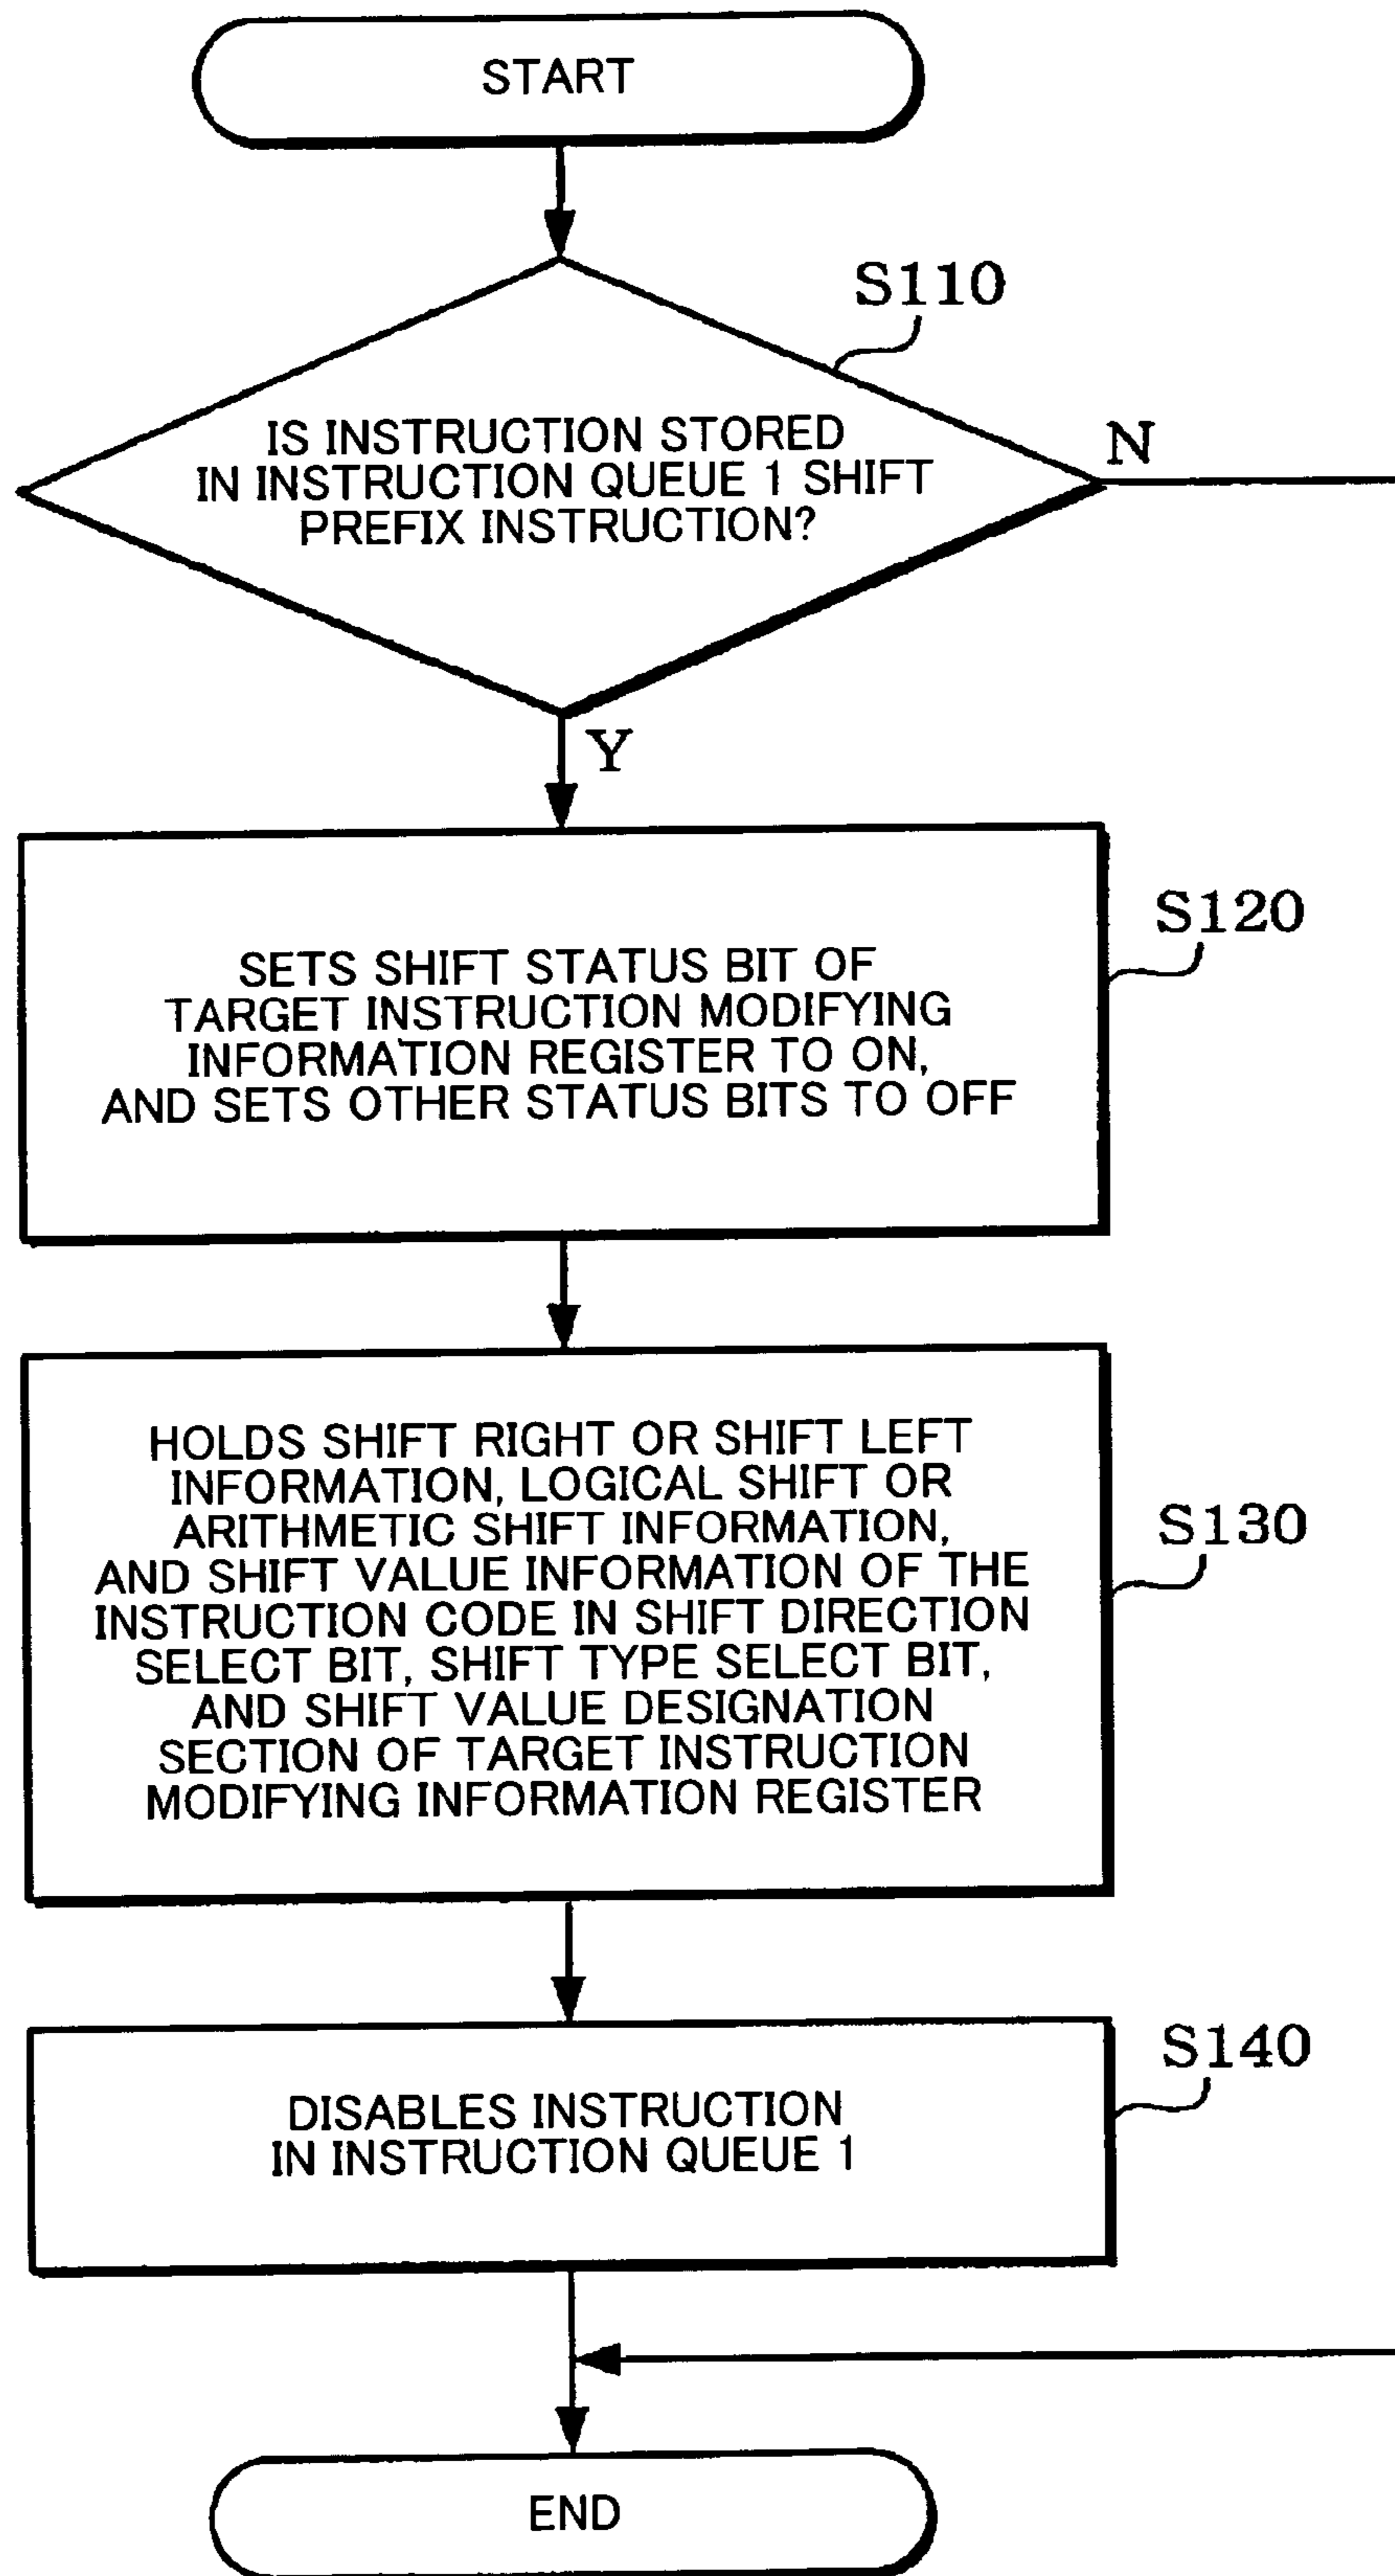 START
S110
IS INSTRUCTION STORED
IN INSTRUCTION QUEUE 1 SHIFT
PREFIX INSTRUCTION?
N
Y
S120
SETS SHIFT STATUS BIT OF
TARGET INSTRUCTION MODIFYING
INFORMATION REGISTER TO ON,
AND SETS OTHER STATUS BITS TO OFF
S130
HOLDS SHIFT RIGHT OR SHIFT LEFT
INFORMATION, LOGICAL SHIFT OR
ARITHMETIC SHIFT INFORMATION,
AND SHIFT VALUE INFORMATION OF THE
INSTRUCTION CODE IN SHIFT DIRECTION
SELECT BIT, SHIFT TYPE SELECT BIT,
AND SHIFT VALUE DESIGNATION
SECTION OF TARGET INSTRUCTION
MODIFYING INFORMATION REGISTER
S140
DISABLES INSTRUCTION
IN INSTRUCTION QUEUE 1
END